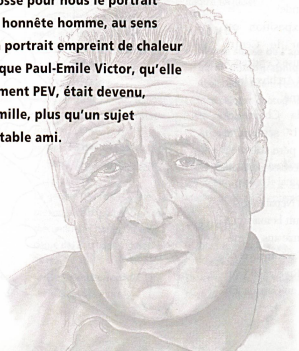 osse pour nous le portrait
honnête homme, au sens
portrait empreint de chaleur
que Paul-Emile Victor, qu'elle
ment PEV, était devenu,
mille, plus qu'un sujet
table ami.